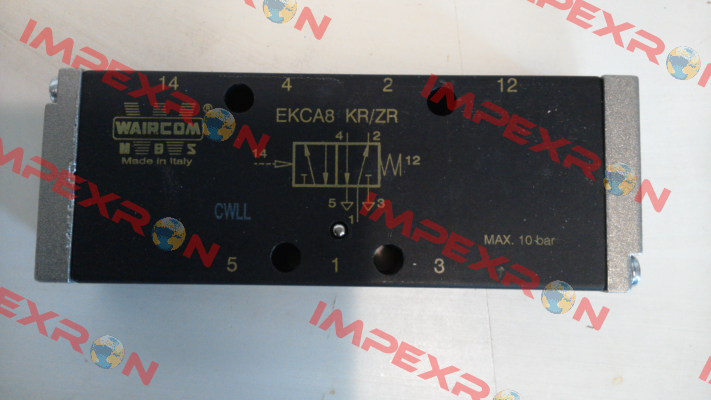 IMPEXRON
IMPEXRON
IMPEXRON
14 4 2 12
WAIRCOM ®
M B S
Made in Italy
EKCA8 KR/ZR
4 2
14 12
5 3
1
CWLL
MAX. 10 bar
5 1 3
IMPEXRON
IMPEXRON
IMPEXRON
IMPEXRON
IMPEXRON